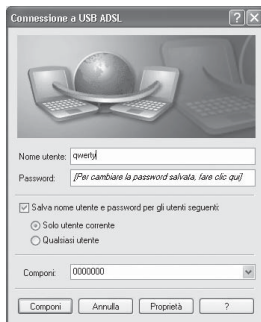 Connessione a USB ADSL
Nome utente: qwerty
Password: [Per cambiare la password salvata, fare clic qui]
Salva nome utente e password per gli utenti seguenti:
Solo utente corrente
Qualsiasi utente
Componi: 0000000
Componi Annulla Proprietà ?